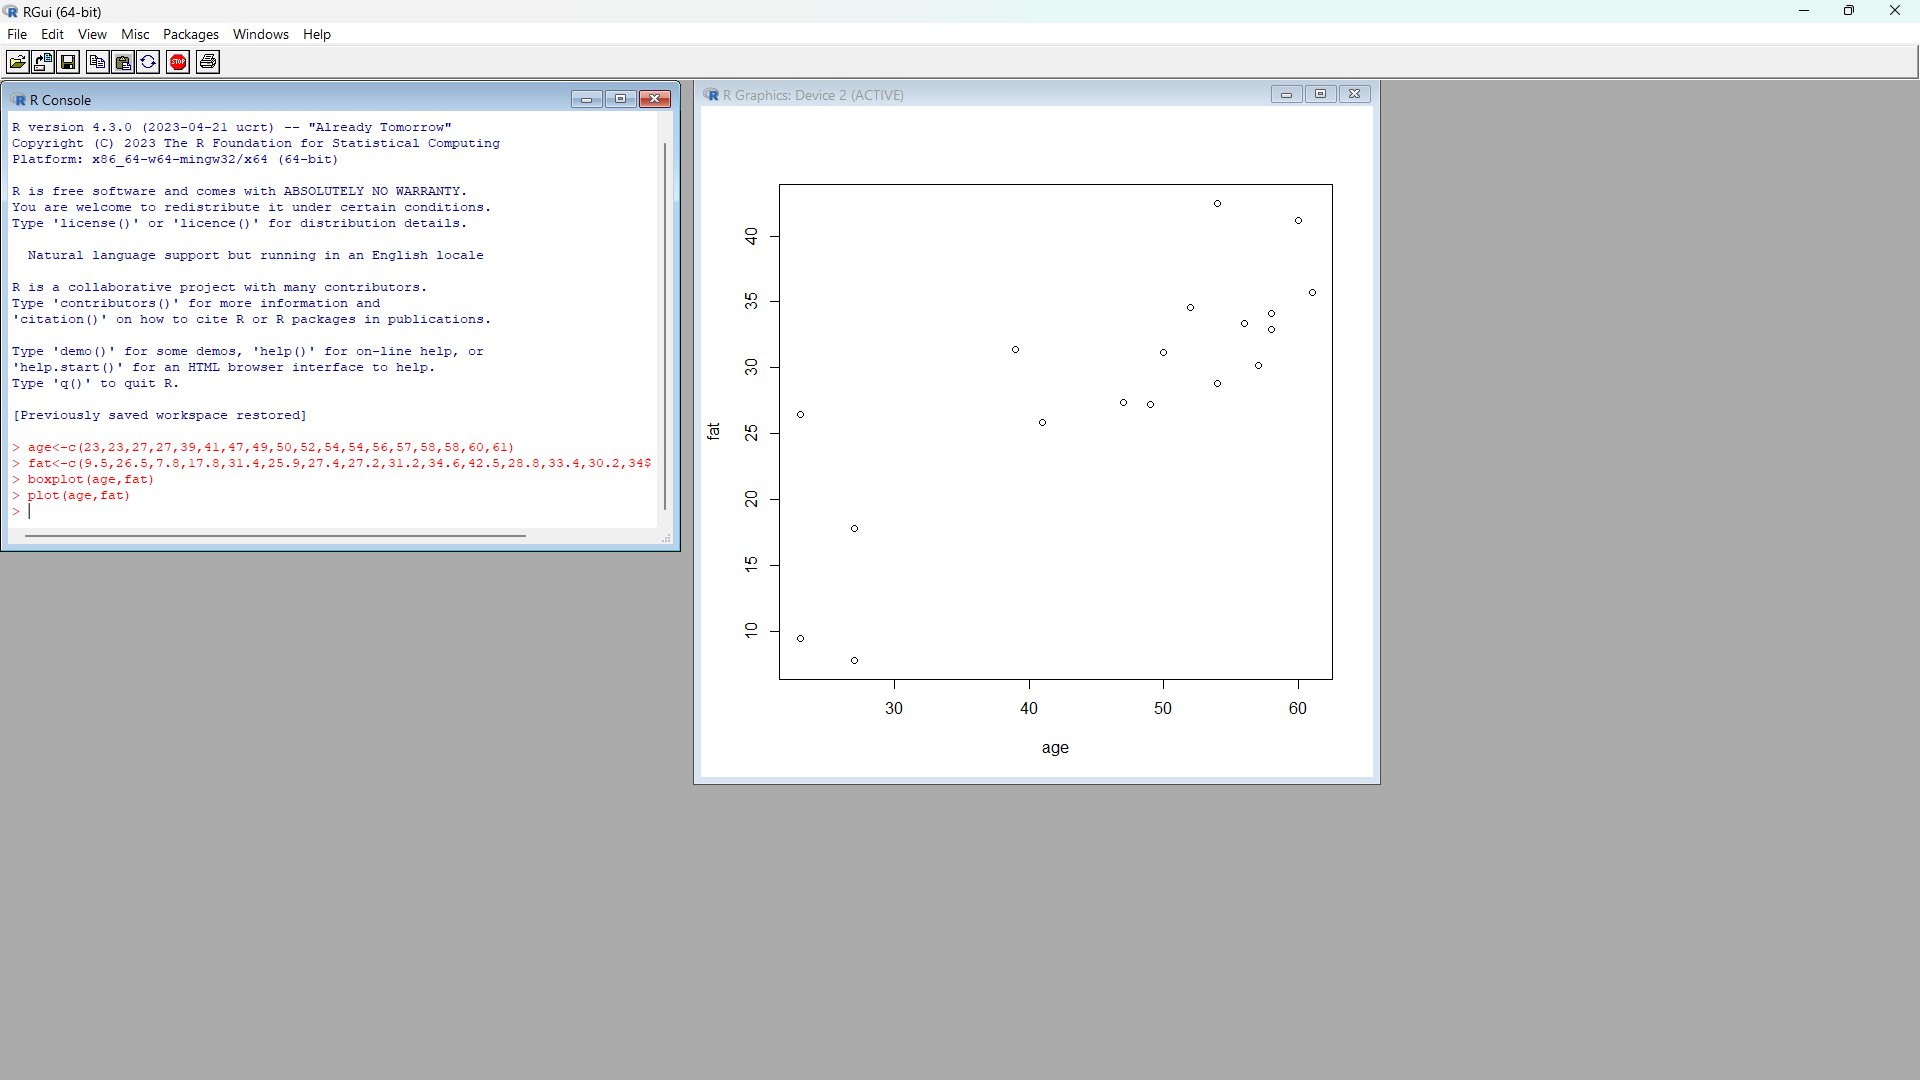 RGui (64-bit)
File Edit View Misc Packages Windows Help
STOP
R Console
R version 4.3.0 (2023-04-21 ucrt) -- "Already Tomorrow"
Copyright (C) 2023 The R Foundation for Statistical Computing
Platform: x86_64-w64-mingw32/x64 (64-bit)
R is free software and comes with ABSOLUTELY NO WARRANTY.
You are welcome to redistribute it under certain conditions.
Type 'license()' or 'licence()' for distribution details.
Natural language support but running in an English locale
R is a collaborative project with many contributors.
Type 'contributors()' for more information and
'citation()' on how to cite R or R packages in publications.
Type 'demo()' for some demos, 'help()' for on-line help, or
'help.start()' for an HTML browser interface to help.
Type 'q()' to quit R.
[Previously saved workspace restored]
> age<-c(23,23,27,27,39,41,47,49,50,52,54,54,56,57,58,58,60,61)
> fat<-c(9.5,26.5,7.8,17.8,31.4,25.9,27.4,27.2,31.2,34.6,42.5,28.8,33.4,30.2,34$
> boxplot(age,fat)
> plot(age,fat)
>
R Graphics: Device 2 (ACTIVE)
40
35
30
25
20
15
10
fat
30 40 50 60
age